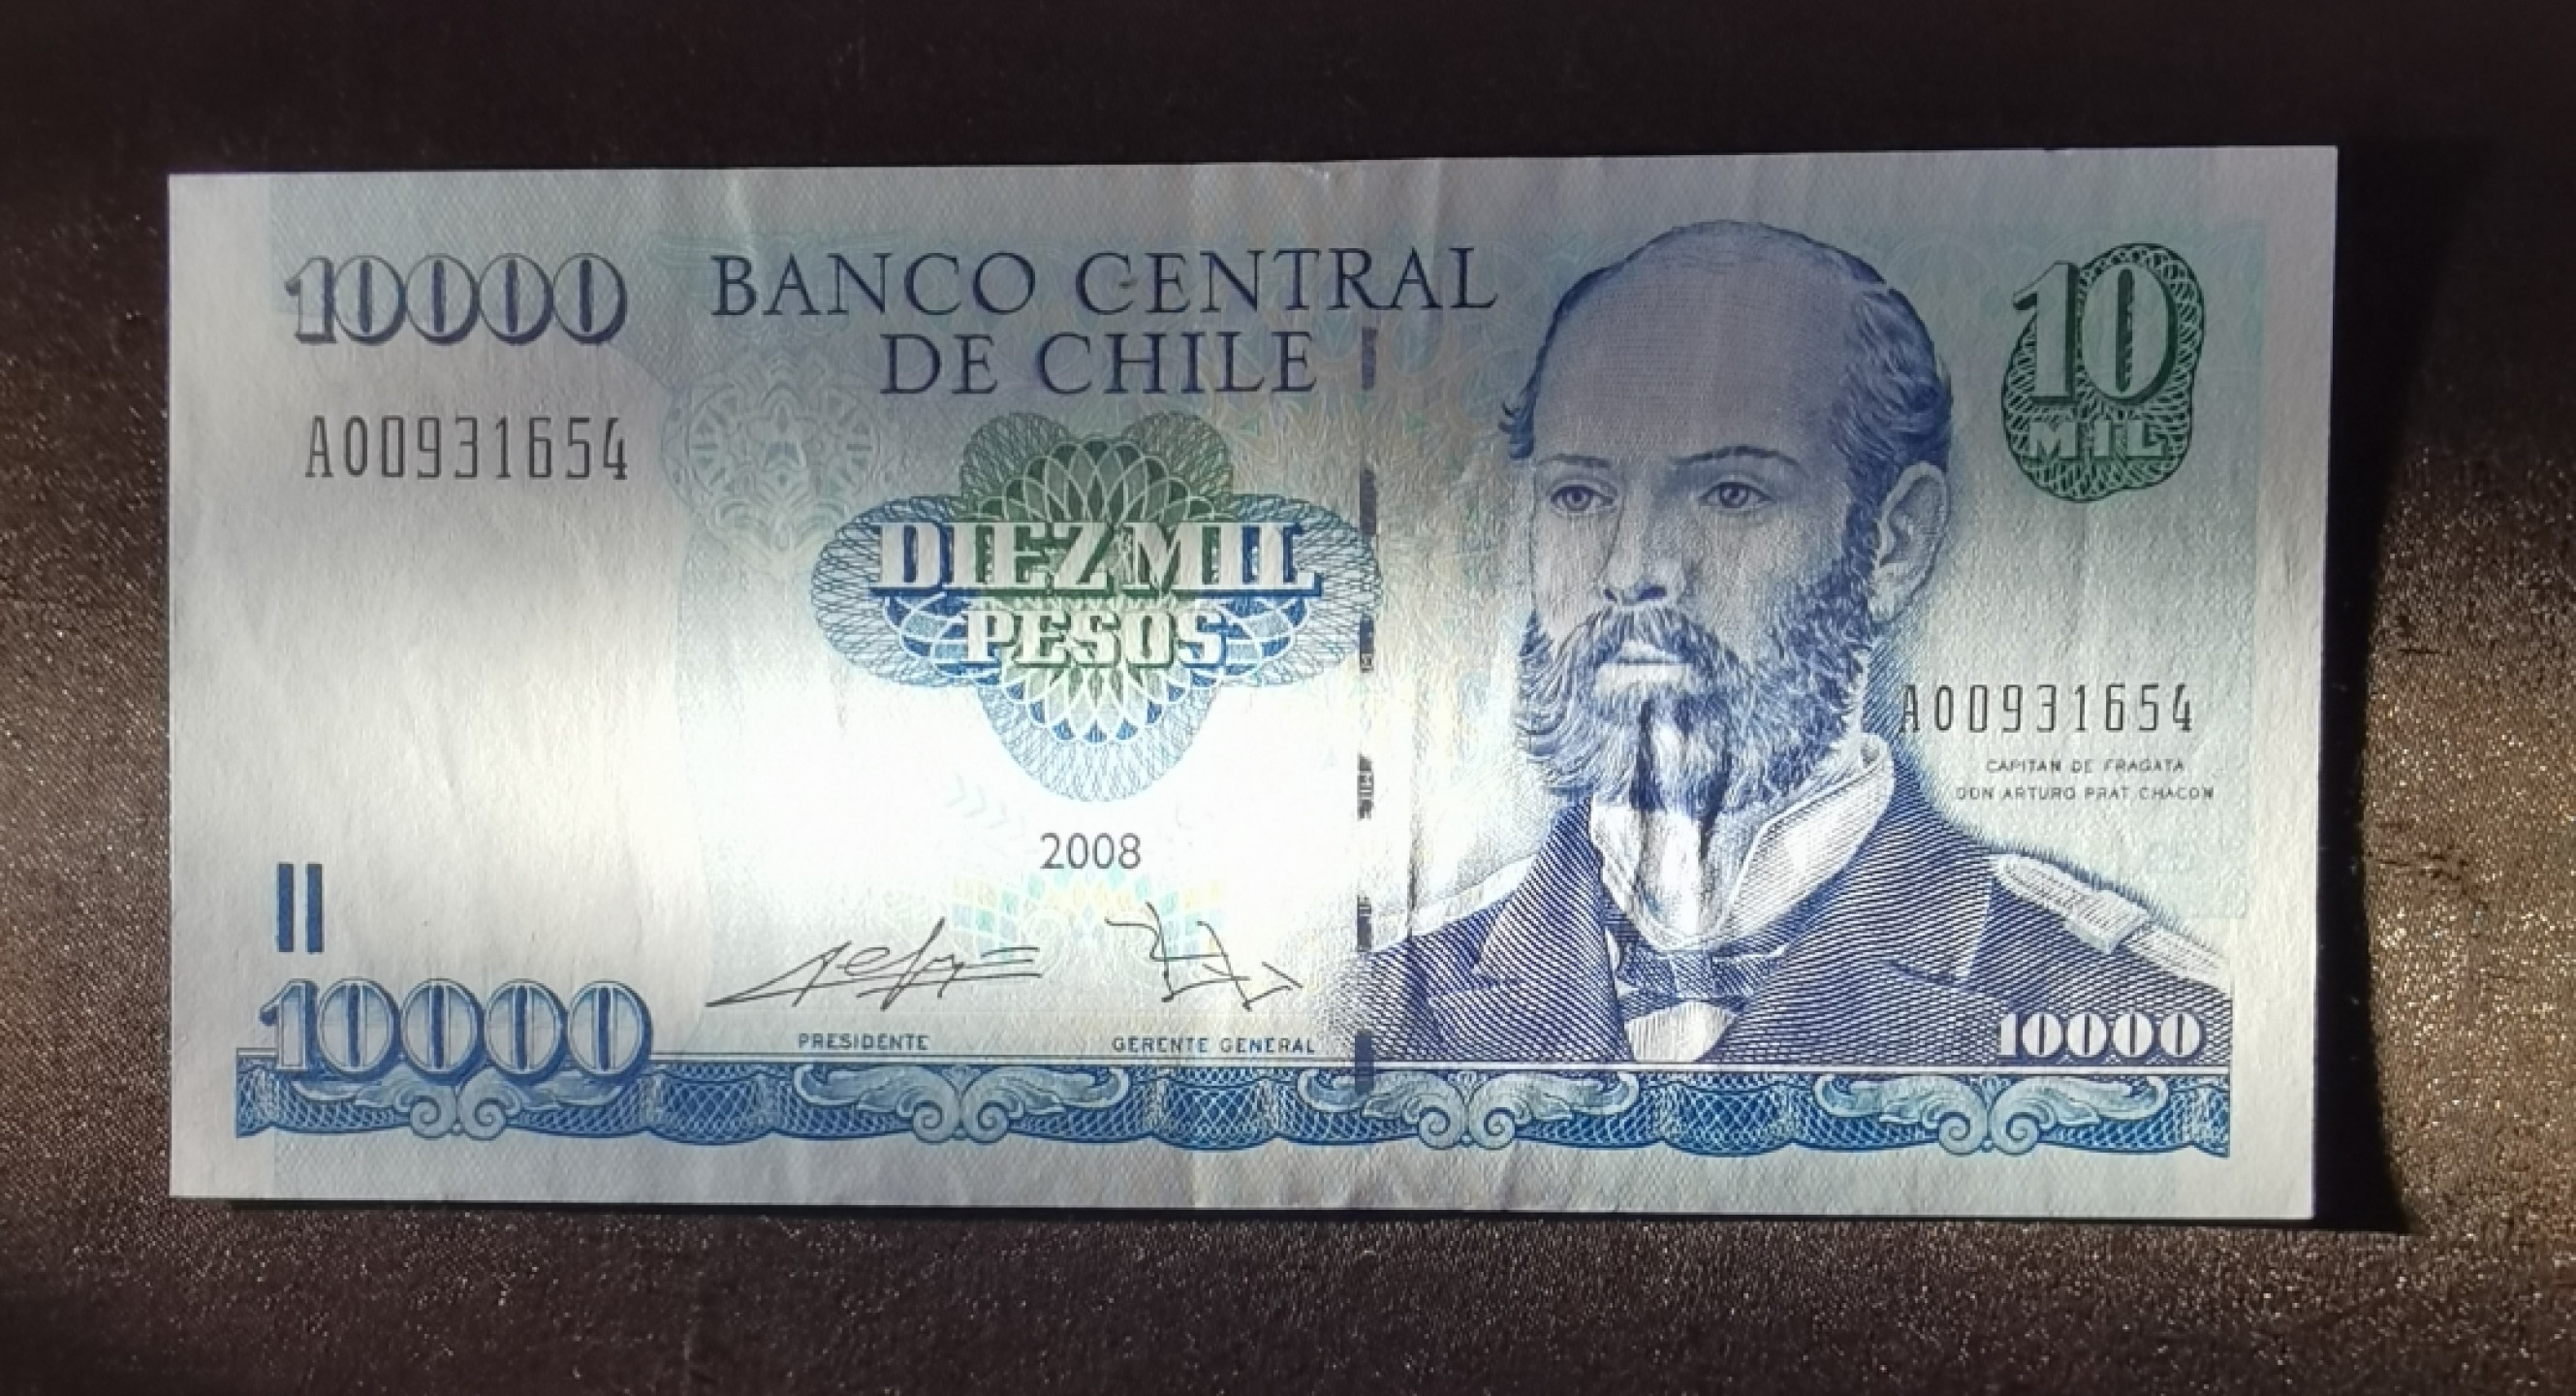 10000
BANCO CENTRAL
DE CHILE
10
MIL
A00931654
DIEZ MIL
PESOS
A00931654
CAPITAN DE FRAGATA
DON ARTURO PRAT CHACON
2008
10000
PRESIDENTE
GERENTE GENERAL
10000